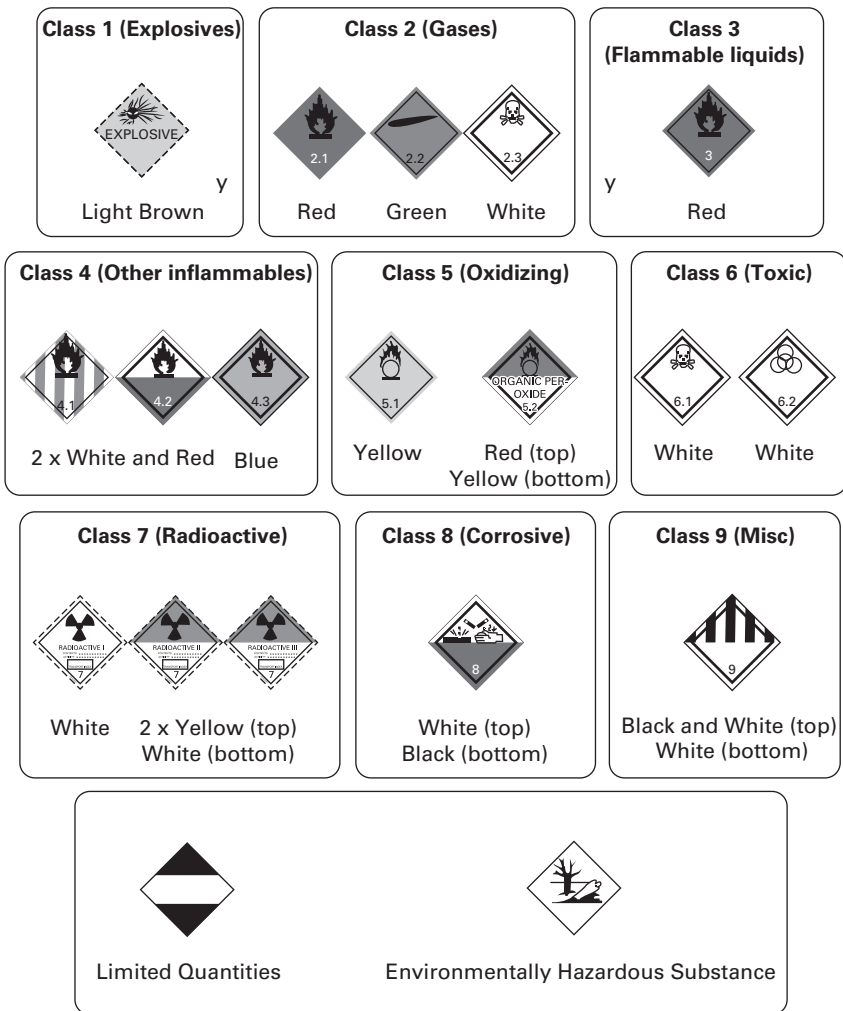 Class 1 (Explosives)
EXPLOSIVE
y
Light Brown
Class 2 (Gases)
2.1
2.2
2.3
Red
Green
White
Class 3
(Flammable liquids)
3
y
Red
Class 4 (Other inflammables)
4.1
4.2
4.3
2 x White and Red
Blue
Class 5 (Oxidizing)
5.1
ORGANIC PER-
OXIDE
5.2
Yellow
Red (top)
Yellow (bottom)
Class 6 (Toxic)
6.1
6.2
White
White
Class 7 (Radioactive)
RADIOACTIVE I
7
RADIOACTIVE II
7
RADIOACTIVE III
7
White
2 x Yellow (top)
White (bottom)
Class 8 (Corrosive)
8
White (top)
Black (bottom)
Class 9 (Misc)
9
Black and White (top)
White (bottom)
Limited Quantities
Environmentally Hazardous Substance